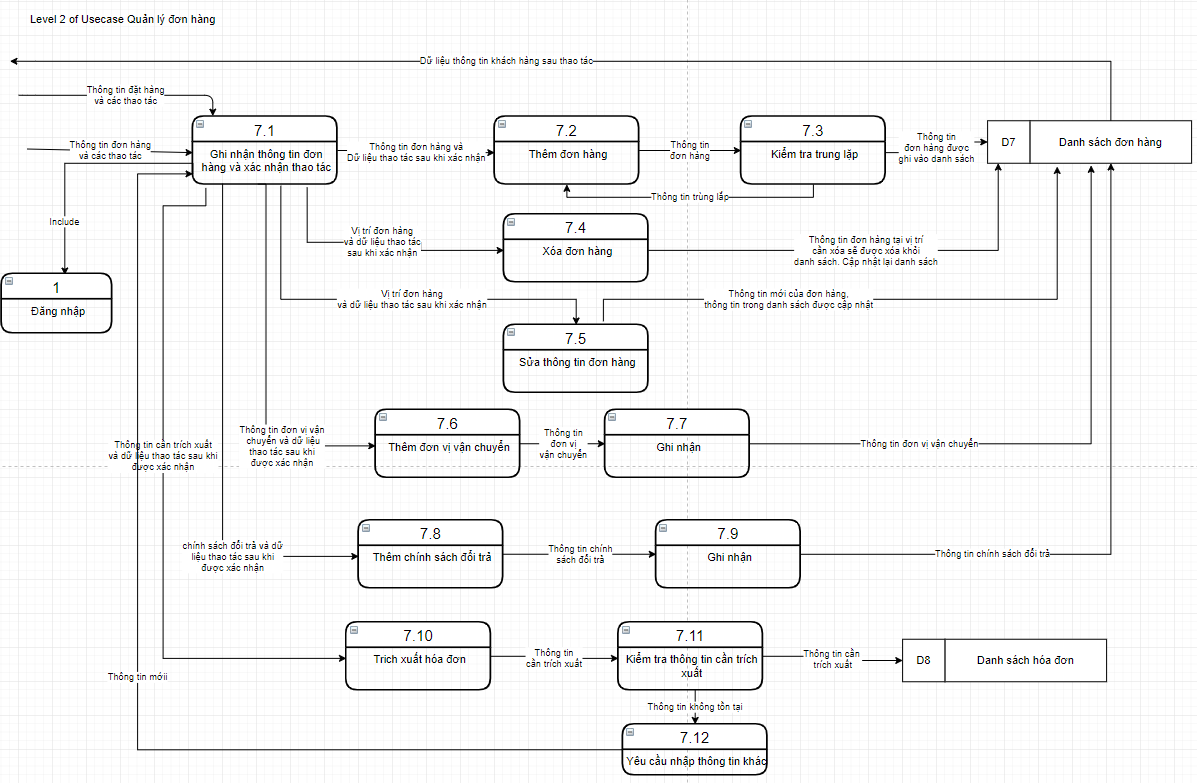 Level 2 of Usecase Quản lý đơn hàng
Dữ liệu thông tin khách hàng sau thao tác
Thông tin đặt hàng
và các thao tác
Thông tin đơn hàng
và các thao tác
7.1
Ghi nhận thông tin đơn
hàng và xác nhận thao tác
Thông tin đơn hàng và
Dữ liệu thao tác sau khi xác nhận
7.2
Thêm đơn hàng
Thông tin
đơn hàng
7.3
Kiểm tra trung lặp
Thông tin
đơn hàng được
ghi vào danh sách
D7
Danh sách đơn hàng
Thông tin trùng lắp
Include
1
Đăng nhập
Vị trí đơn hàng
và dữ liệu thao tác
sau khi xác nhận
7.4
Xóa đơn hàng
Thông tin đơn hàng tại vị trí
cần xóa sẽ được xóa khỏi
danh sách. Cập nhật lại danh sách
Vị trí đơn hàng
và dữ liệu thao tác sau khi xác nhận
Thông tin mới của đơn hàng,
thông tin trong danh sách được cập nhật
7.5
Sửa thông tin đơn hàng
Thông tin đơn vị vận
chuyển và dữ liệu
thao tác sau khi
được xác nhận
7.6
Thêm đơn vị vận chuyển
Thông tin
đơn vị
vận chuyển
7.7
Ghi nhận
Thông tin đơn vị vận chuyển
Thông tin cần trích xuất
và dữ liệu thao tác sau khi
được xác nhận
chính sách đổi trả và dữ
liệu thao tác sau khi
được xác nhận
7.8
Thêm chính sách đổi trả
Thông tin chính
sách đổi trả
7.9
Ghi nhận
Thông tin chính sách đổi trả
7.10
Trich xuất hóa đơn
Thông tin
cần trích xuất
7.11
Kiểm tra thông tin cần trích
xuất
Thông tin cần
trích xuất
D8
Danh sách hóa đơn
Thông tin mớii
Thông tin không tồn tại
7.12
Yêu cầu nhập thông tin khác